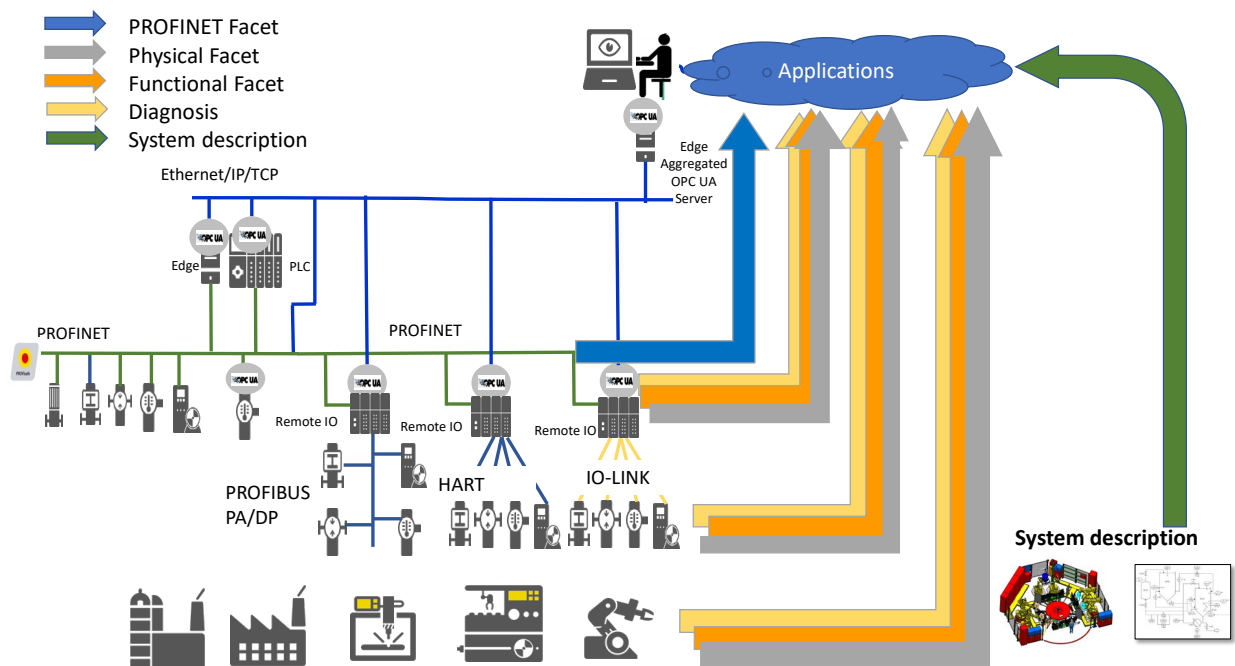 PROFINET Facet
Physical Facet
Functional Facet
Diagnosis
System description
Applications
OPC UA
Edge
Aggregated
OPC UA
Server
Ethernet/IP/TCP
OPC UA
OPC UA
Edge
PLC
PROFINET
PROFINET
OPC UA
OPC UA
OPC UA
OPC UA
Remote IO
Remote IO
Remote IO
PROFIBUS
PA/DP
HART
IO-LINK
System description